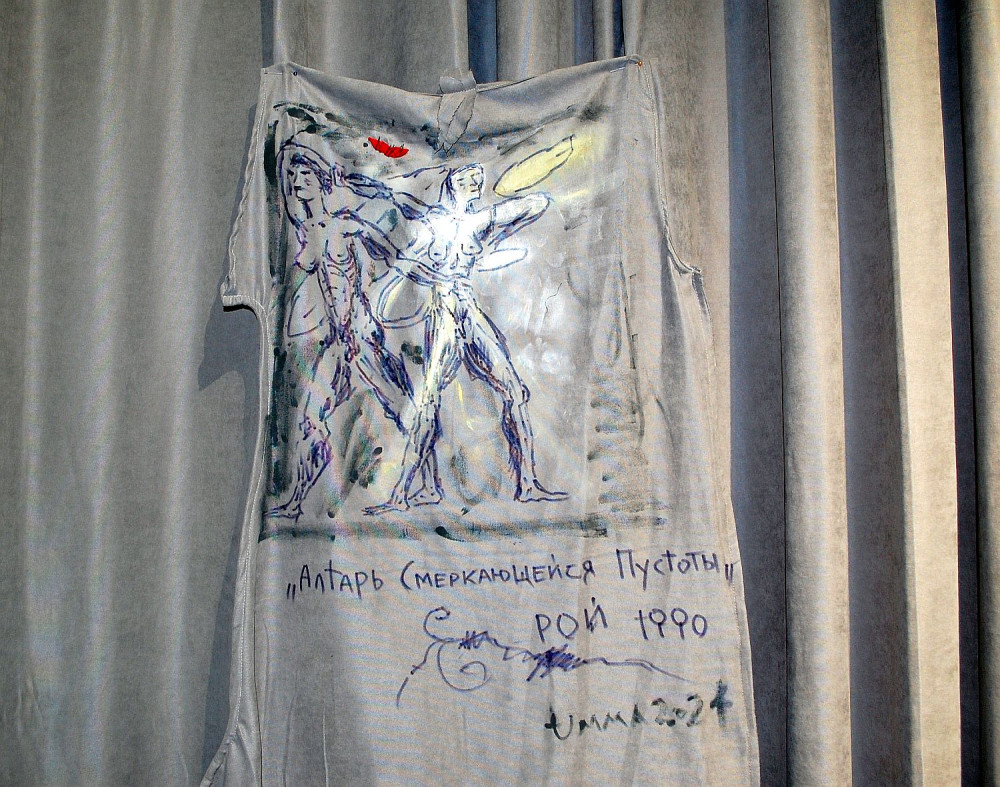 „Алтарь Смеркающейся Пустоты"
РОЙ 1990
UMMA 2024